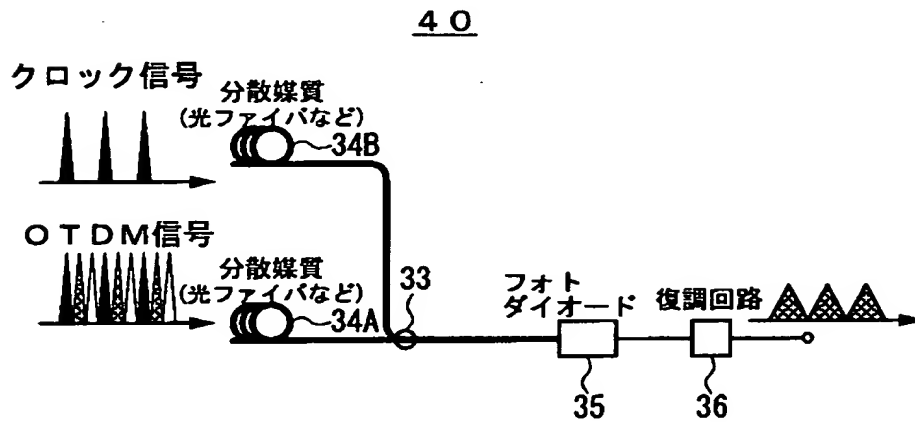 ４０
クロック信号
分散媒質
(光ファイバなど)
34B
ＯＴＤＭ信号
分散媒質
(光ファイバなど)
34A
33
フォト
ダイオード
復調回路
35
36